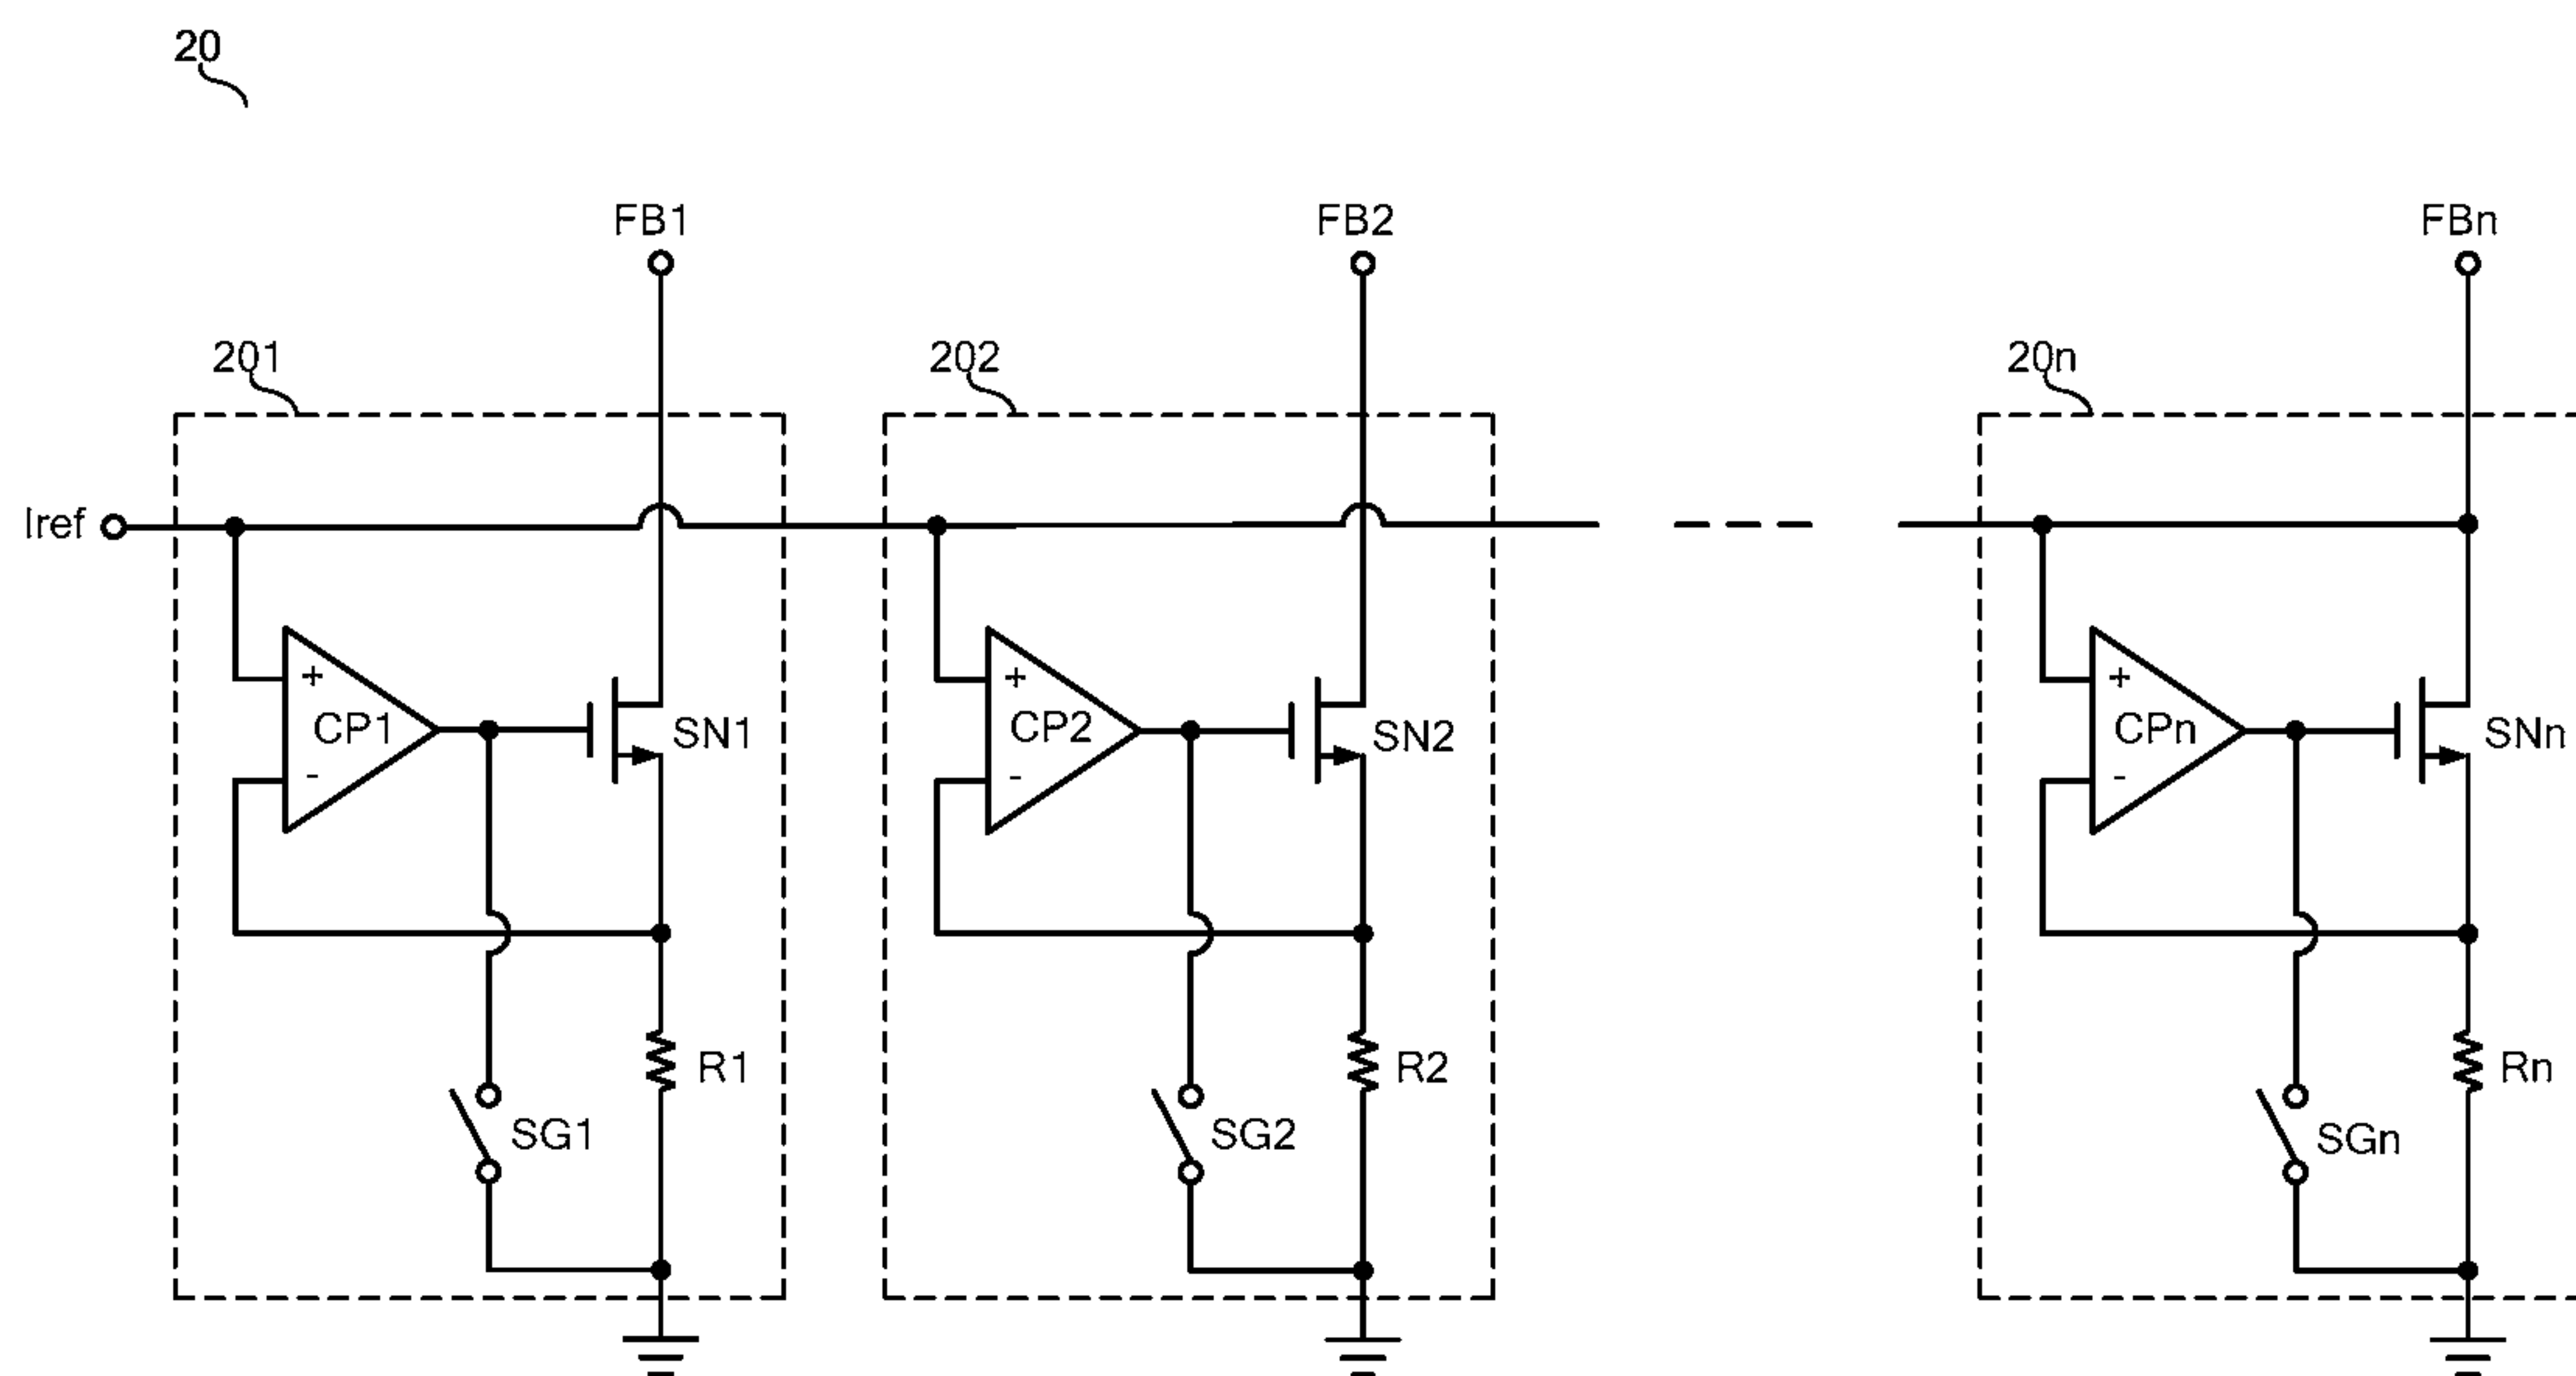 20
FB1 FB2 FBn
201 202 20n
Iref
+ + +
CP1 SN1 CP2 SN2 CPn SNn
- - -
R1 R2 Rn
SG1 SG2 SGn